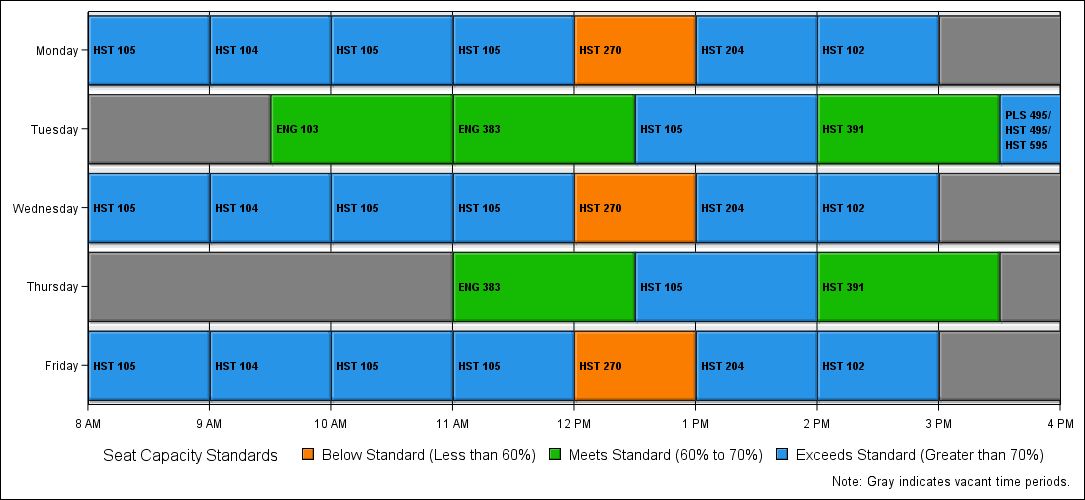 Monday
HST 105 HST 104 HST 105 HST 105 HST 270 HST 204 HST 102
Tuesday
ENG 103 ENG 383 HST 105 HST 391 PLS 495/
HST 495/
HST 595
Wednesday
HST 105 HST 104 HST 105 HST 105 HST 270 HST 204 HST 102
Thursday
ENG 383 HST 105 HST 391
Friday
HST 105 HST 104 HST 105 HST 105 HST 270 HST 204 HST 102
8 AM 9 AM 10 AM 11 AM 12 PM 1 PM 2 PM 3 PM 4 PM
Seat Capacity Standards Below Standard (Less than 60%) Meets Standard (60% to 70%) Exceeds Standard (Greater than 70%)
Note: Gray indicates vacant time periods.